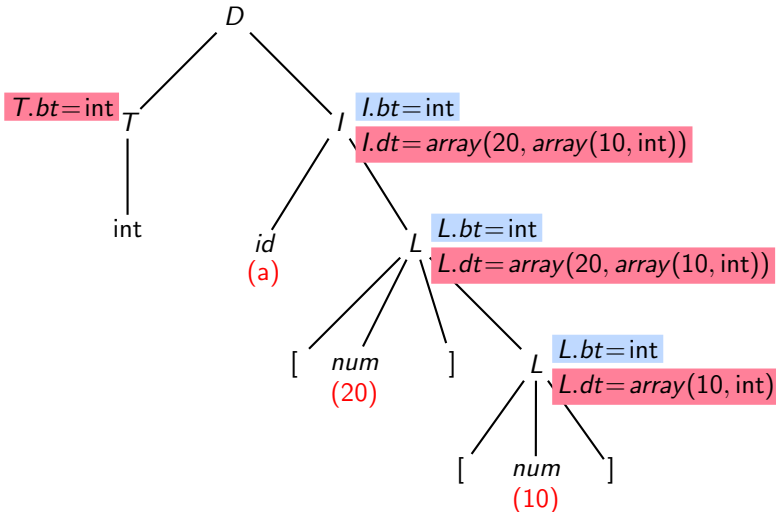 D
T.bt=int T I I.bt=int
I.dt=array(20, array(10, int))
int id L L.bt=int
(a) L.dt=array(20, array(10, int))
[ num ] L L.bt=int
(20) L.dt=array(10, int)
[ num ]
(10)